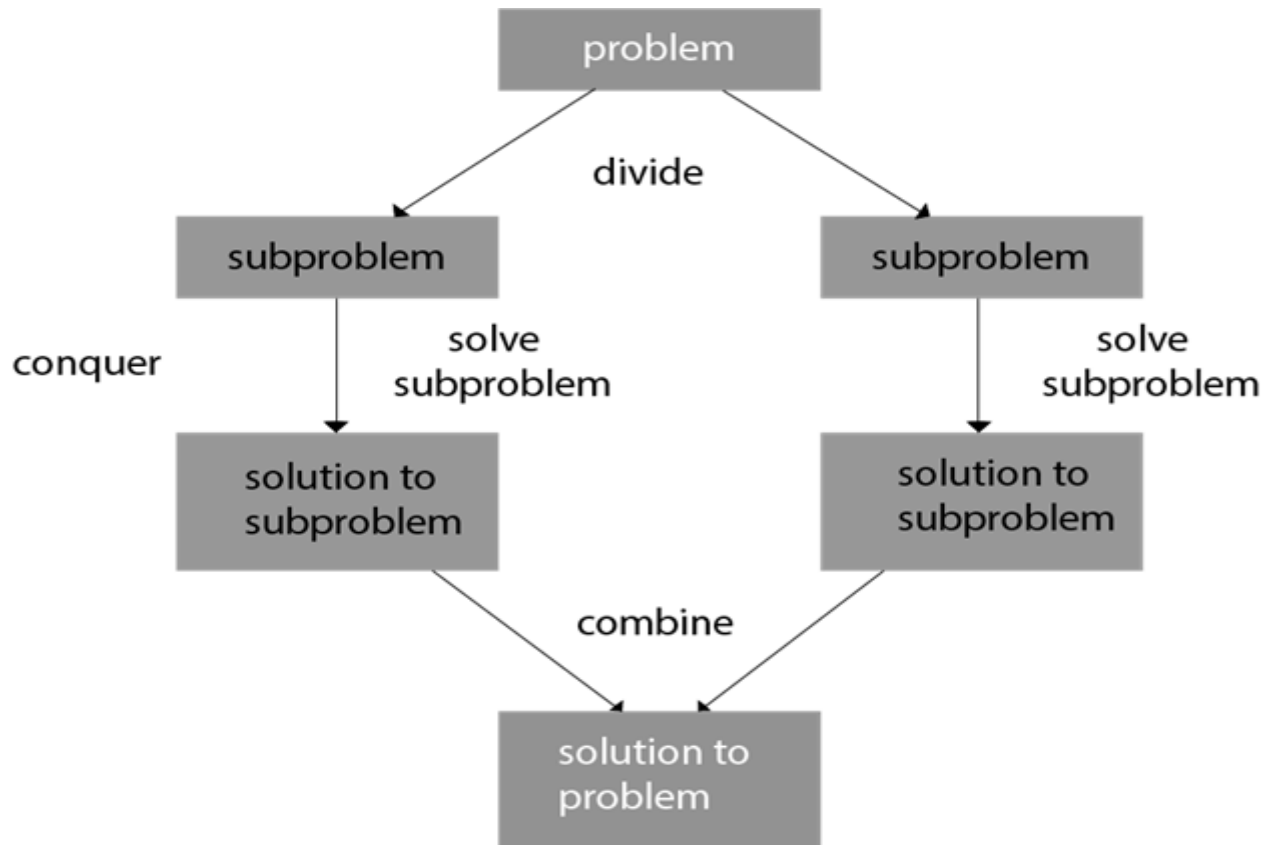 problem
divide
subproblem
subproblem
conquer
solve
subproblem
solve
subproblem
solution to
subproblem
solution to
subproblem
combine
solution to
problem